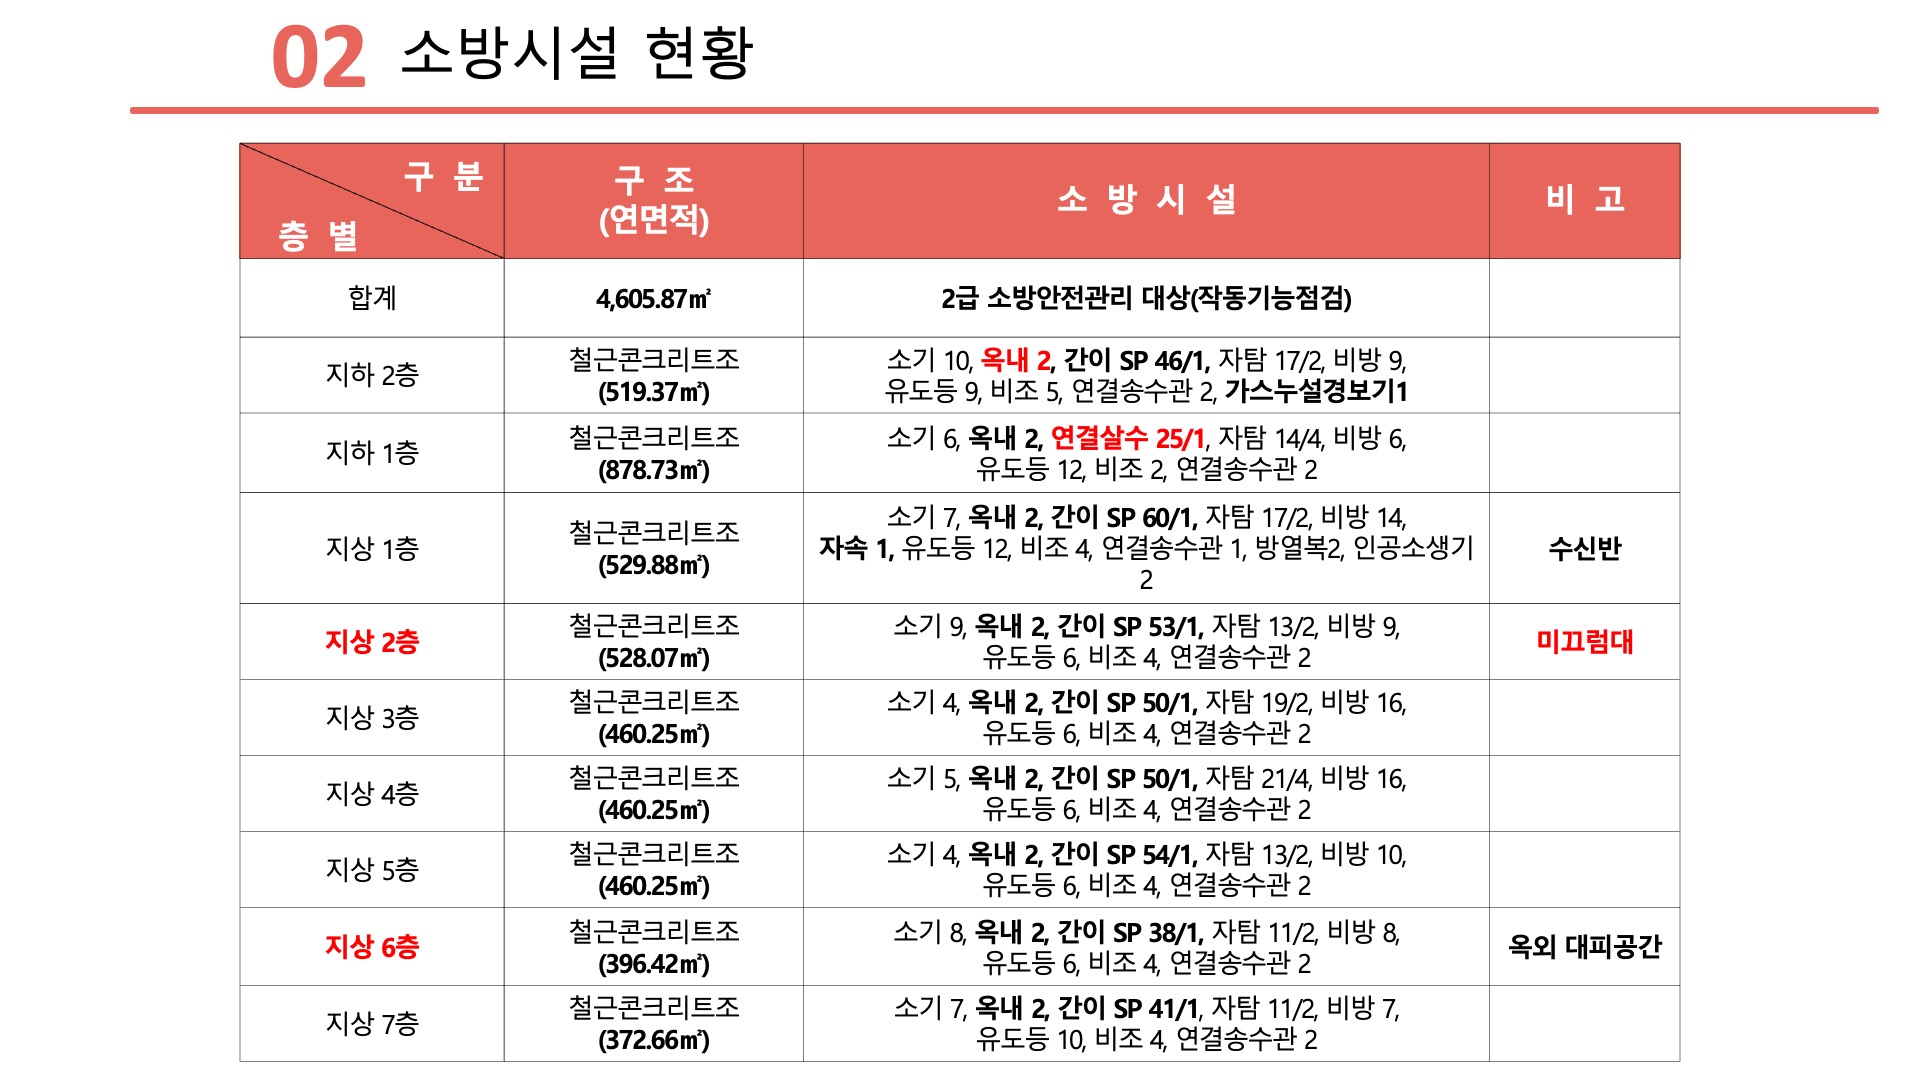 02 소방시설 현황
구 분
층 별
구 조
(연면적)
소 방 시 설
비 고
합계
4,605.87㎡
2급 소방안전관리 대상(작동기능점검)
지하 2층
철근콘크리트조
(519.37㎡)
소기 10, 옥내 2, 간이 SP 46/1, 자탐 17/2, 비방 9,
유도등 9, 비조 5, 연결송수관 2, 가스누설경보기1
지하 1층
철근콘크리트조
(878.73㎡)
소기 6, 옥내 2, 연결살수 25/1, 자탐 14/4, 비방 6,
유도등 12, 비조 2, 연결송수관 2
지상 1층
철근콘크리트조
(529.88㎡)
소기 7, 옥내 2, 간이 SP 60/1, 자탐 17/2, 비방 14,
자속 1, 유도등 12, 비조 4, 연결송수관 1, 방열복2, 인공소생기
2
수신반
지상 2층
철근콘크리트조
(528.07㎡)
소기 9, 옥내 2, 간이 SP 53/1, 자탐 13/2, 비방 9,
유도등 6, 비조 4, 연결송수관 2
미끄럼대
지상 3층
철근콘크리트조
(460.25㎡)
소기 4, 옥내 2, 간이 SP 50/1, 자탐 19/2, 비방 16,
유도등 6, 비조 4, 연결송수관 2
지상 4층
철근콘크리트조
(460.25㎡)
소기 5, 옥내 2, 간이 SP 50/1, 자탐 21/4, 비방 16,
유도등 6, 비조 4, 연결송수관 2
지상 5층
철근콘크리트조
(460.25㎡)
소기 4, 옥내 2, 간이 SP 54/1, 자탐 13/2, 비방 10,
유도등 6, 비조 4, 연결송수관 2
지상 6층
철근콘크리트조
(396.42㎡)
소기 8, 옥내 2, 간이 SP 38/1, 자탐 11/2, 비방 8,
유도등 6, 비조 4, 연결송수관 2
옥외 대피공간
지상 7층
철근콘크리트조
(372.66㎡)
소기 7, 옥내 2, 간이 SP 41/1, 자탐 11/2, 비방 7,
유도등 10, 비조 4, 연결송수관 2